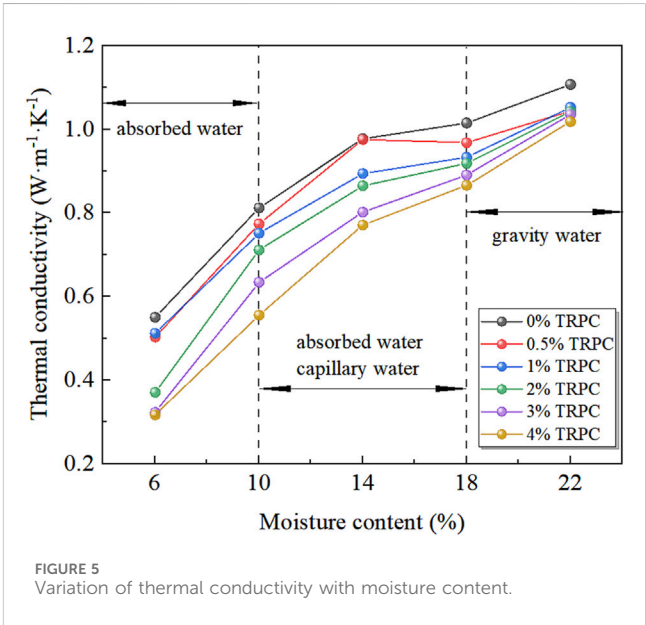 1.2
1.0
0.8
0.6
0.4
0.2
Thermal conductivity (W·m⁻¹·K⁻¹)
absorbed water
gravity water
absorbed water
capillary water
0% TRPC
0.5% TRPC
1% TRPC
2% TRPC
3% TRPC
4% TRPC
6 10 14 18 22
Moisture content (%)
FIGURE 5
Variation of thermal conductivity with moisture content.